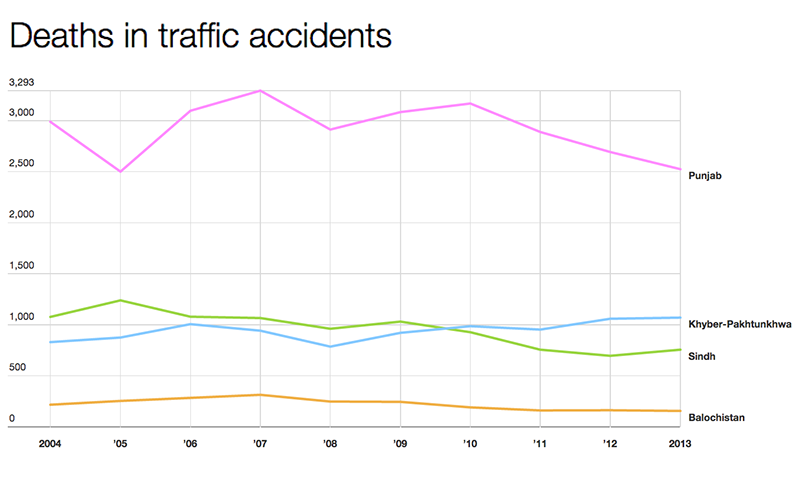 Deaths in traffic accidents
3,293
3,000
2,500
Punjab
2,000
1,500
1,000
Khyber-Pakhtunkhwa
Sindh
500
0
Balochistan
2004 '05 '06 '07 '08 '09 '10 '11 '12 2013